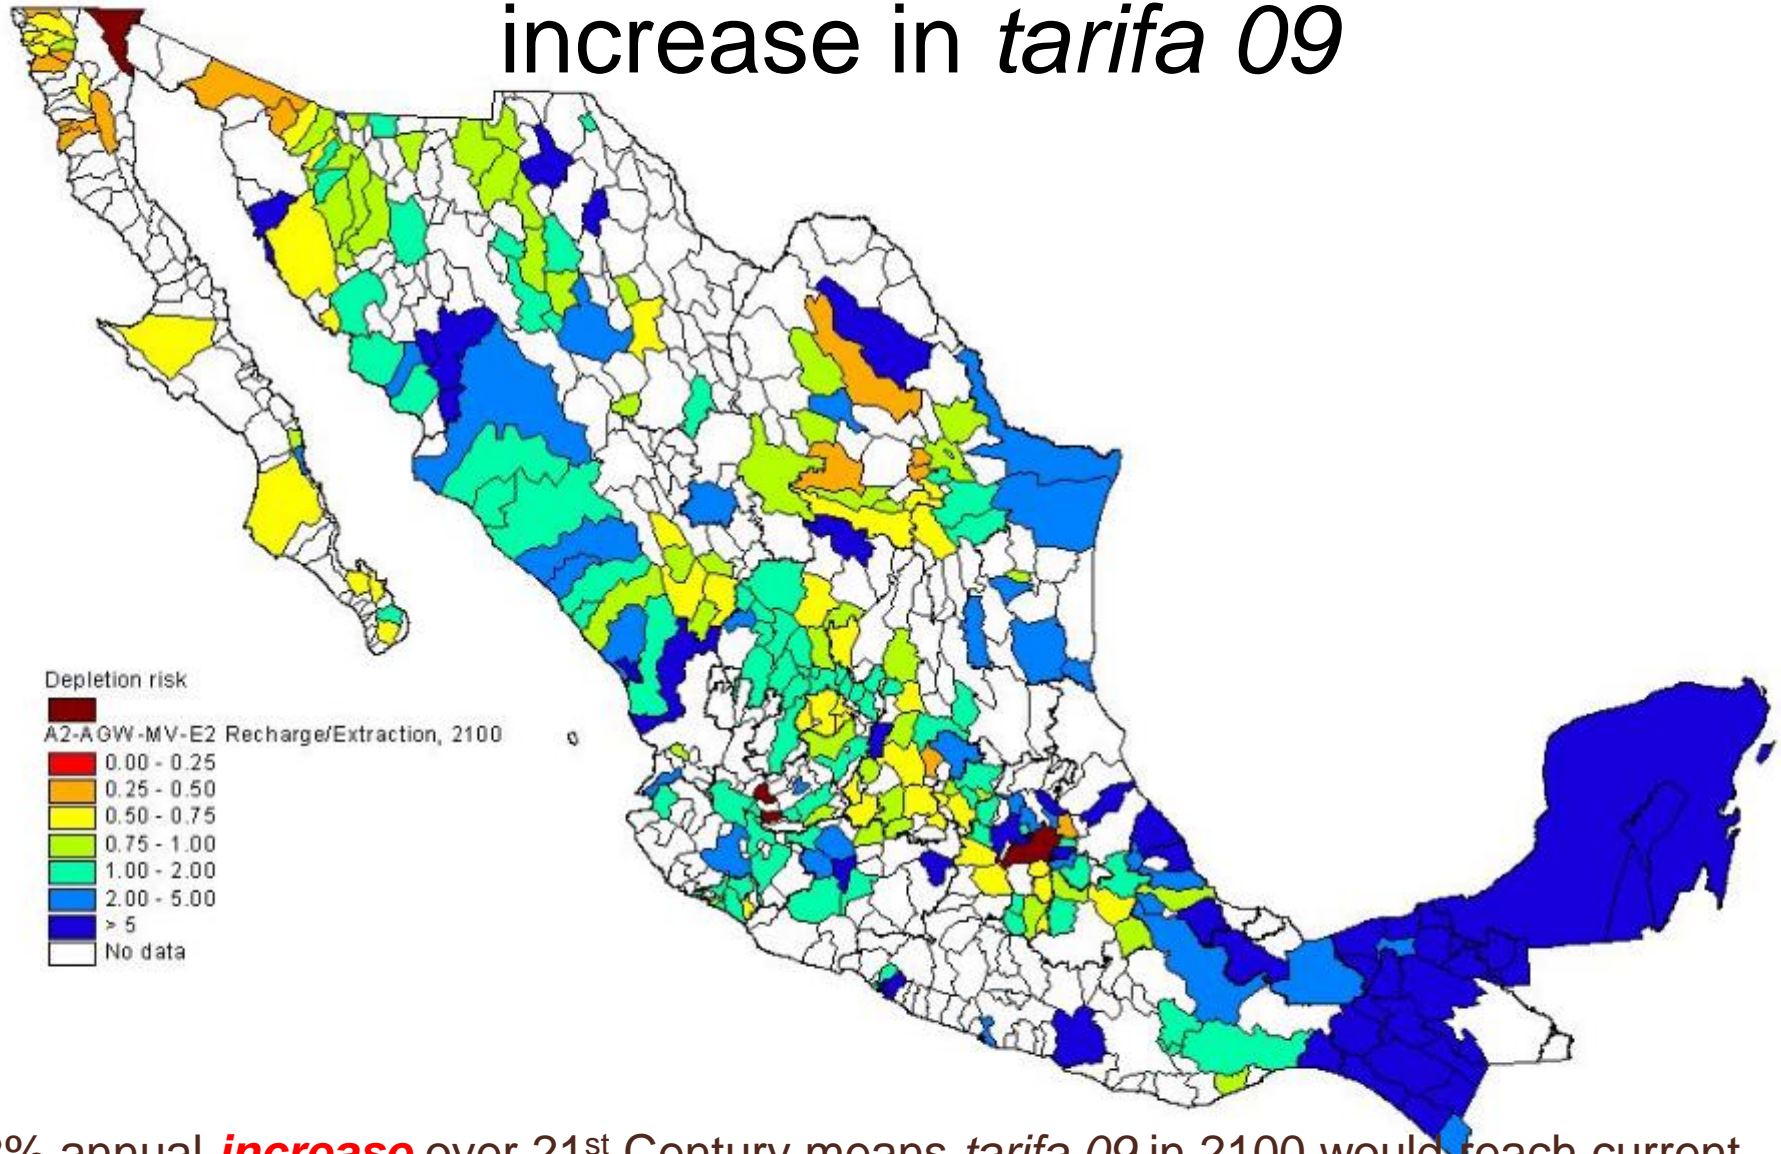 increase in tarifa 09
Depletion risk
A2-AGW-MV-E2 Recharge/Extraction, 2100
0.00 - 0.25
0.25 - 0.50
0.50 - 0.75
0.75 - 1.00
1.00 - 2.00
2.00 - 5.00
> 5
No data
% annual increase over 21st Century means tarifa 09 in 2100 would reach current